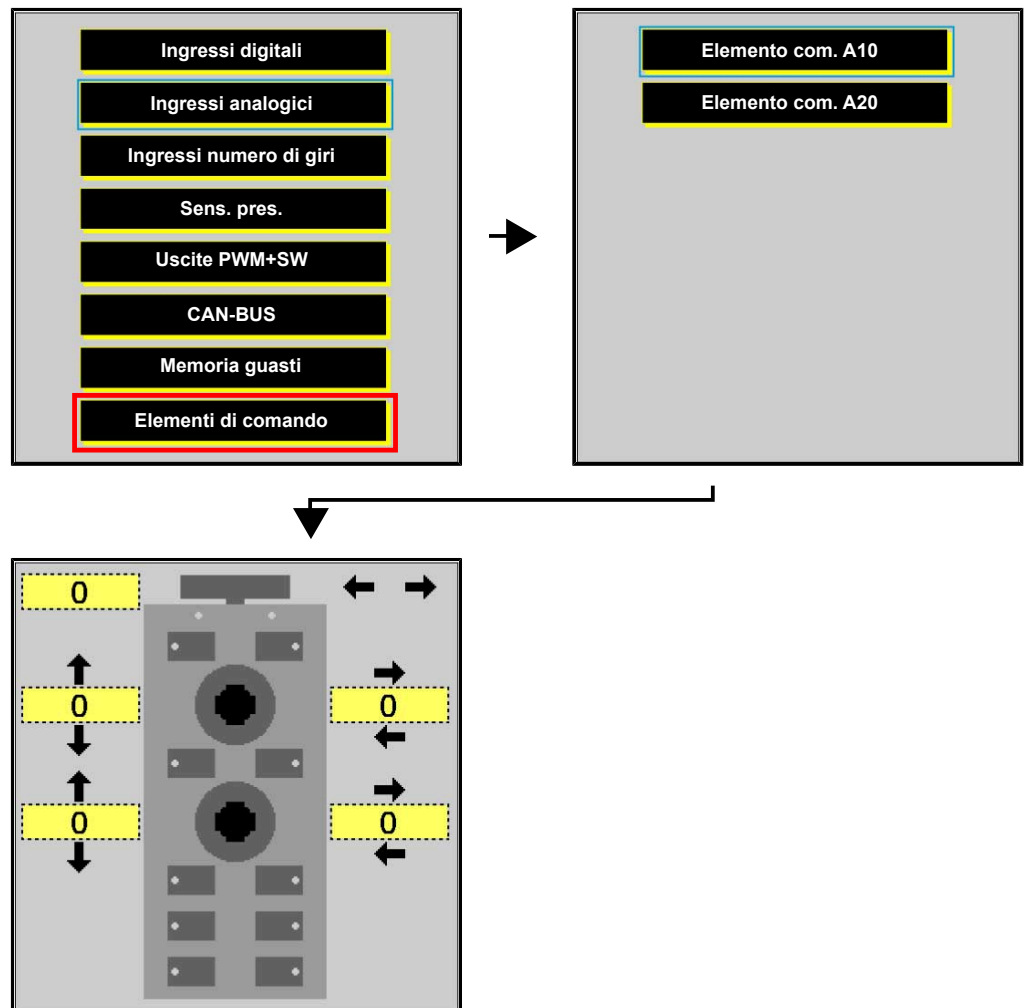 Ingressi digitali
Ingressi analogici
Ingressi numero di giri
Sens. pres.
Uscite PWM+SW
CAN-BUS
Memoria guasti
Elementi di comando
Elemento com. A10
Elemento com. A20
0
0
0
0
0